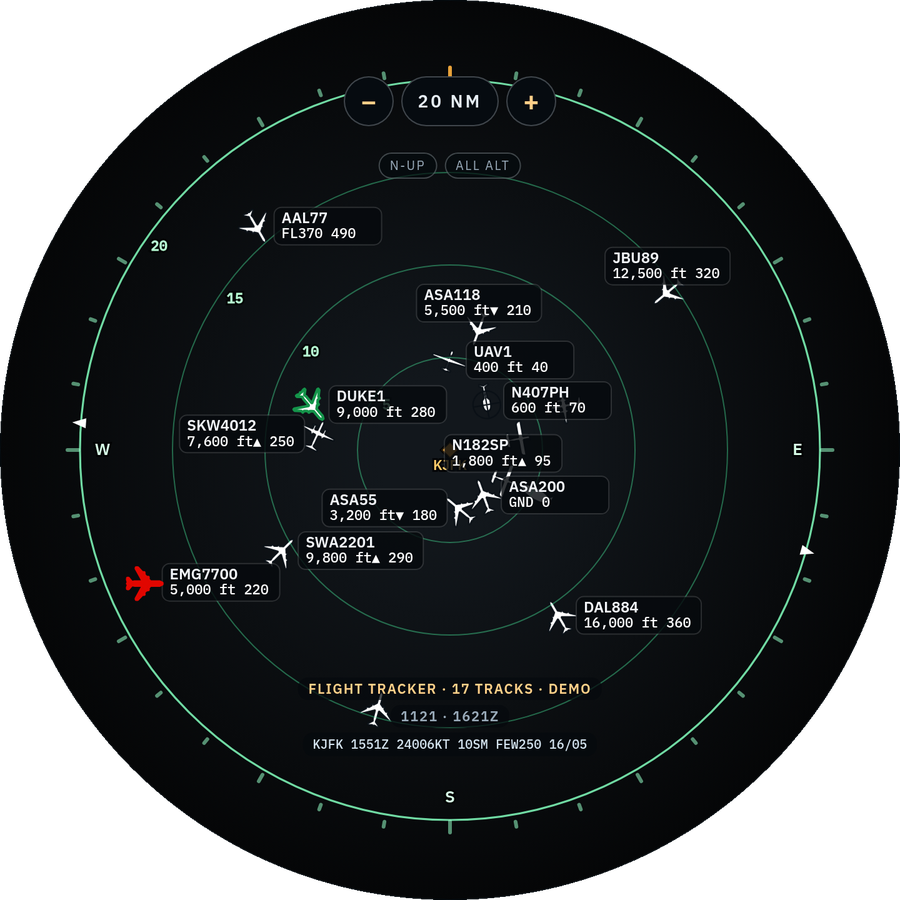 − 20 NM +
N-UP ALL ALT
AAL77
FL370 490
20
JBU89
12,500 ft 320
15
ASA118
5,500 ft▼ 210
10
UAV1
400 ft 40
N407PH
600 ft 70
DUKE1
9,000 ft 280
SKW4012
7,600 ft▲ 250
W
E
N182SP
1,800 ft▲ 95
ASA200
GND 0
ASA55
3,200 ft▼ 180
SWA2201
9,800 ft▲ 290
EMG7700
5,000 ft 220
DAL884
16,000 ft 360
FLIGHT TRACKER · 17 TRACKS · DEMO
1121 · 1621Z
KJFK 1551Z 24006KT 10SM FEW250 16/05
S